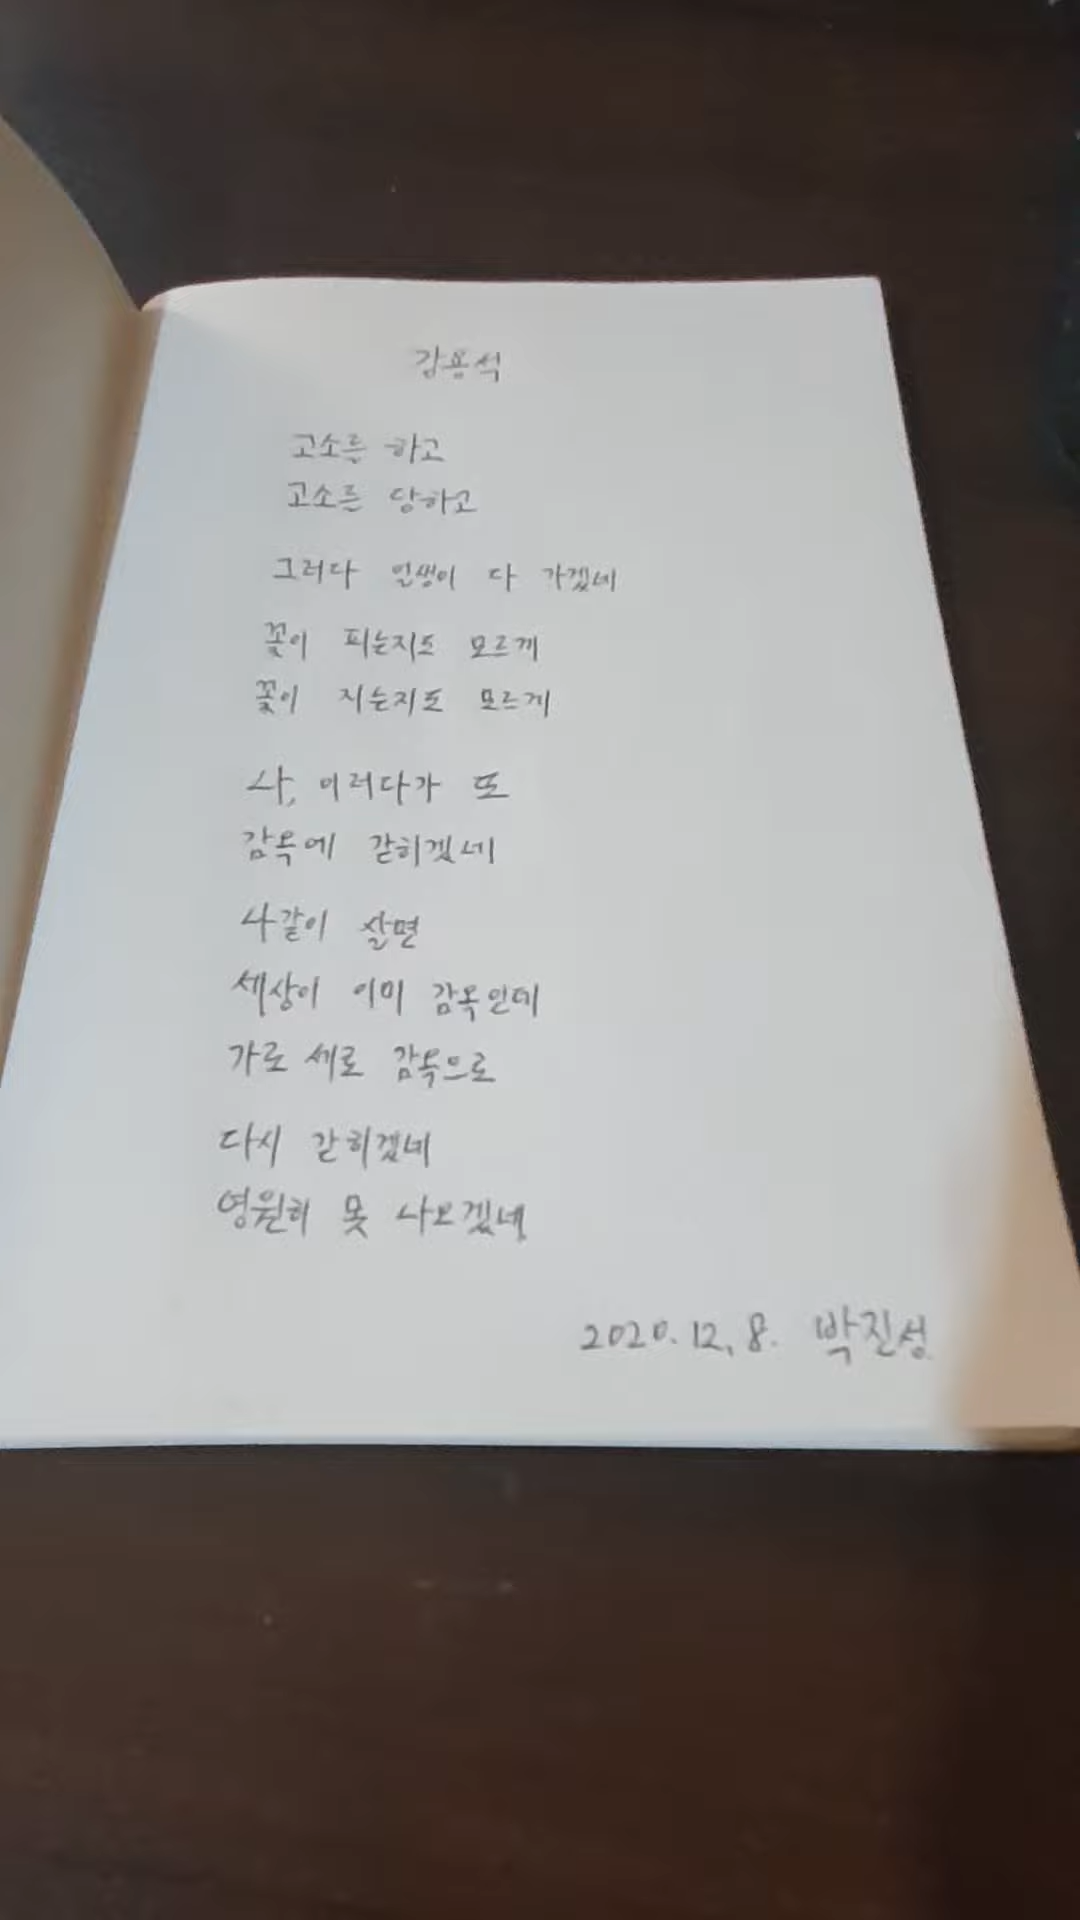 강용석
고소를 하고
고소를 당하고
그러다 인생이 다 가겠네
꽃이 피는지도 모르게
꽃이 지는지도 모르게
나, 이러다가 또
감옥에 갇히겠네
나같이 살면
세상이 이미 감옥인데
가로 세로 감옥으로
다시 갇히겠네
영원히 못 나오겠네
2020. 12. 8. 박진성